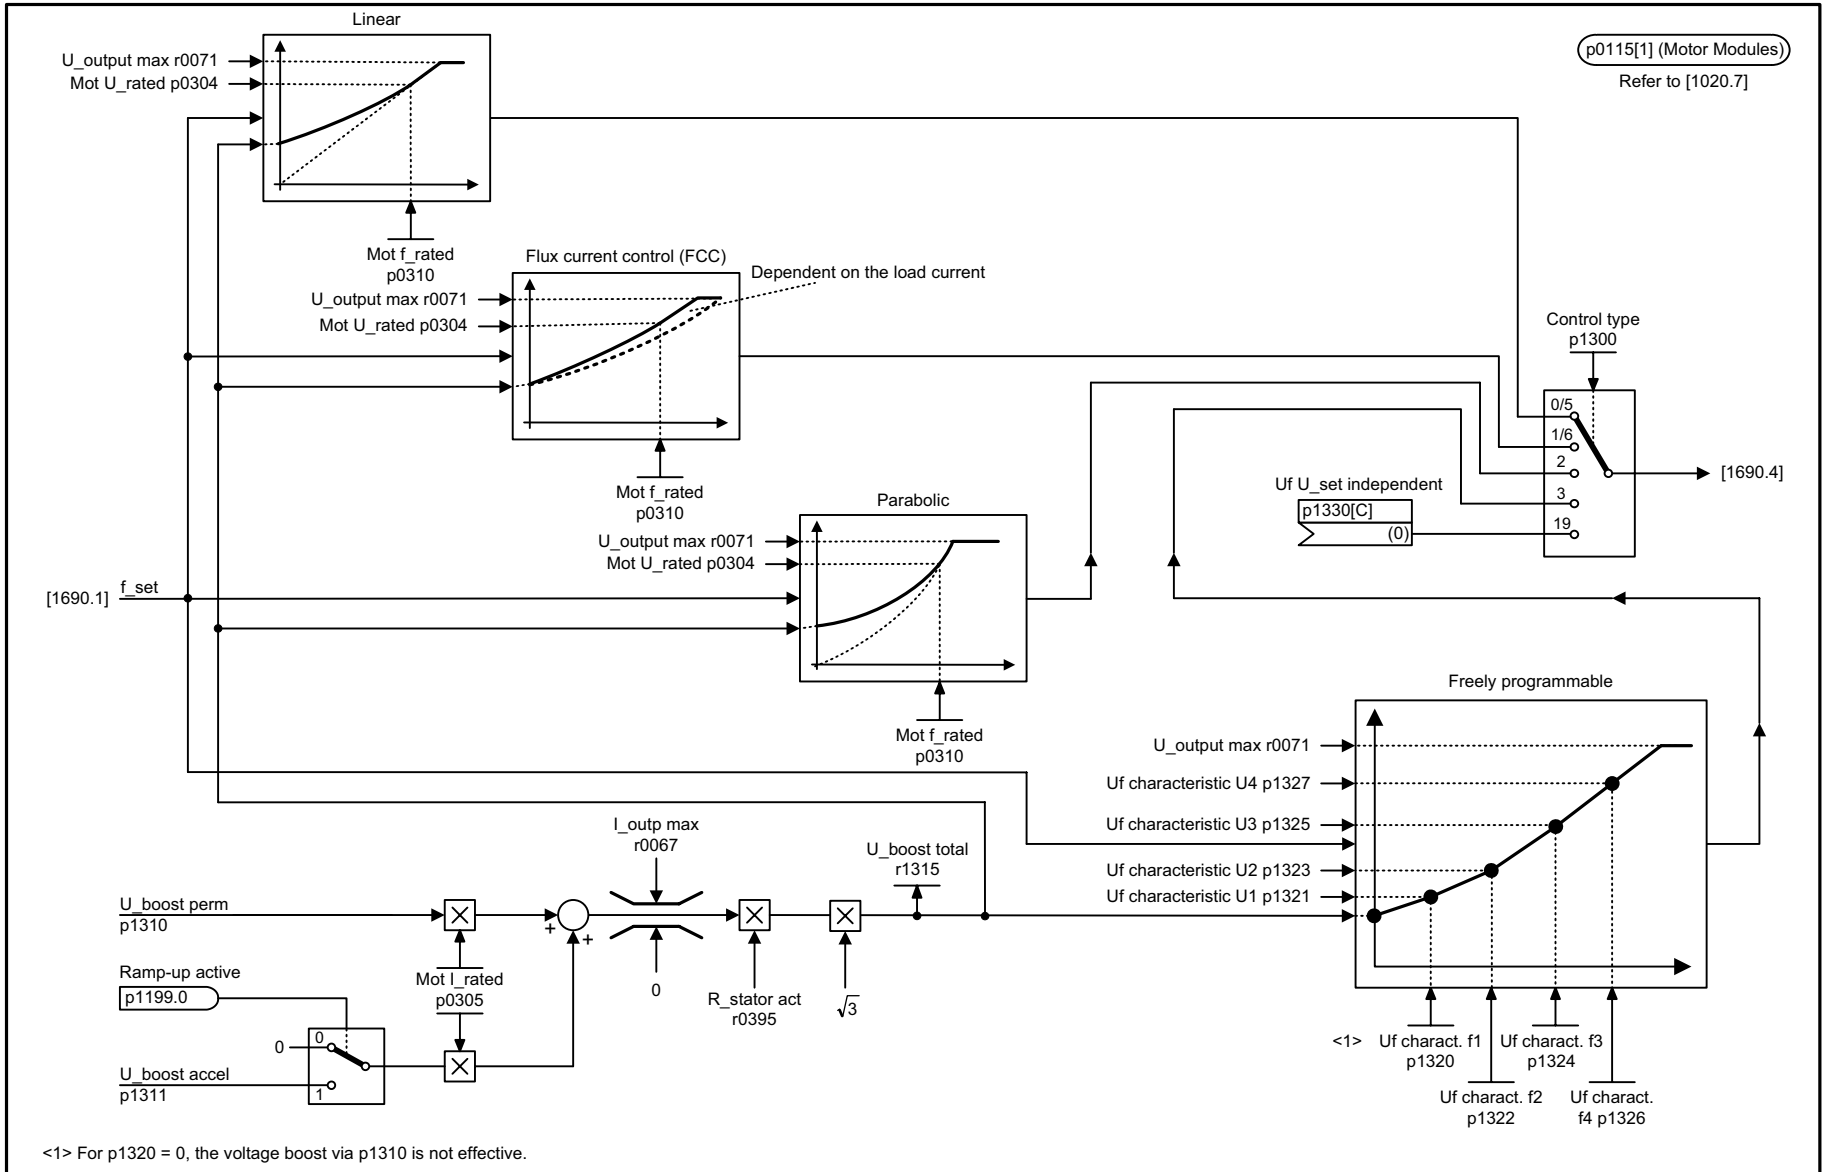 Linear
U_output max r0071
Mot U_rated p0304
Mot f_rated
p0310
p0115[1] (Motor Modules)
Refer to [1020.7]
Flux current control (FCC)
Dependent on the load current
U_output max r0071
Mot U_rated p0304
Mot f_rated
p0310
Control type
p1300
0/5
1/6
2
3
19
[1690.4]
Uf U_set independent
p1330[C]
(0)
Parabolic
U_output max r0071
Mot U_rated p0304
Mot f_rated
p0310
[1690.1]
f_set
Freely programmable
U_output max r0071
Uf characteristic U4 p1327
Uf characteristic U3 p1325
Uf characteristic U2 p1323
Uf characteristic U1 p1321
<1>
Uf charact. f1
p1320
Uf charact. f3
p1324
Uf charact. f2
p1322
Uf charact.
f4 p1326
I_outp max
r0067
U_boost total
r1315
U_boost perm
p1310
+
+
Ramp-up active
p1199.0
Mot I_rated
p0305
0
R_stator act
r0395
√3
0
0
U_boost accel
p1311
1
<1> For p1320 = 0, the voltage boost via p1310 is not effective.